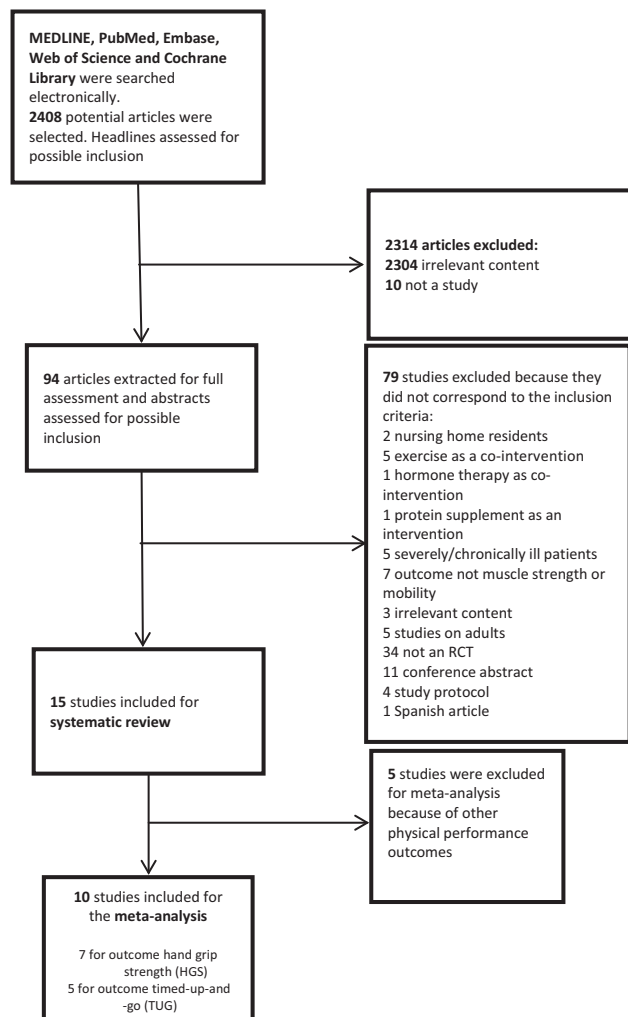 MEDLINE, PubMed, Embase,
Web of Science and Cochrane
Library were searched
electronically.
2408 potential articles were
selected. Headlines assessed for
possible inclusion
2314 articles excluded:
2304 irrelevant content
10 not a study
94 articles extracted for full
assessment and abstracts
assessed for possible
inclusion
79 studies excluded because they
did not correspond to the inclusion
criteria:
2 nursing home residents
5 exercise as a co-intervention
1 hormone therapy as co-
intervention
1 protein supplement as an
intervention
5 severely/chronically ill patients
7 outcome not muscle strength or
mobility
3 irrelevant content
5 studies on adults
34 not an RCT
11 conference abstract
4 study protocol
1 Spanish article
15 studies included for
systematic review
5 studies were excluded
for meta-analysis
because of other
physical performance
outcomes
10 studies included for
the meta-analysis
7 for outcome hand grip
strength (HGS)
5 for outcome timed-up-and
-go (TUG)